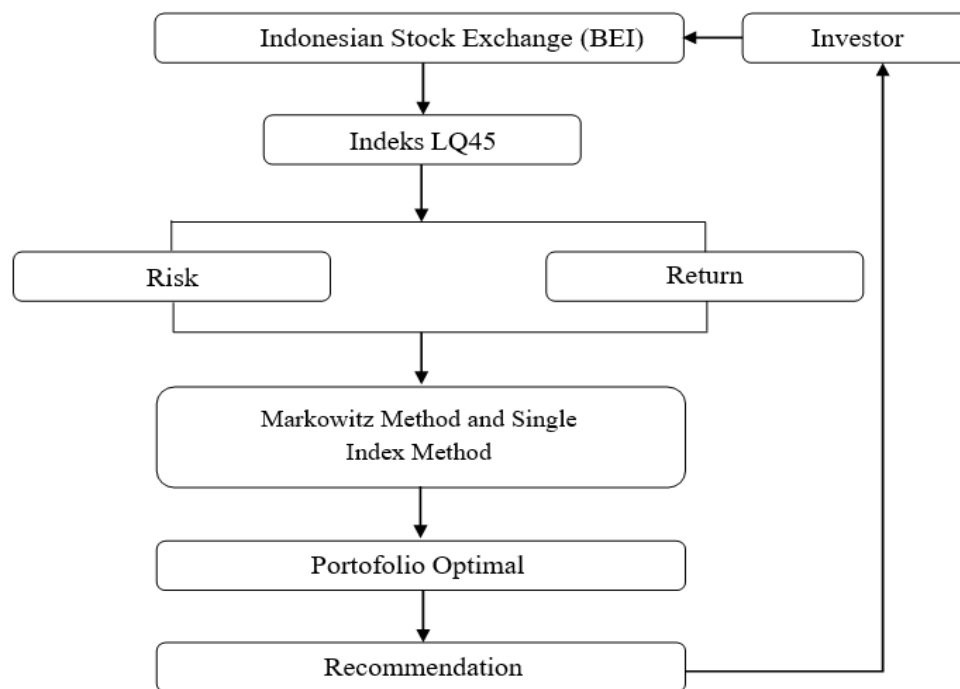 Indonesian Stock Exchange (BEI)
Investor
Indeks LQ45
Risk
Return
Markowitz Method and Single
Index Method
Portofolio Optimal
Recommendation